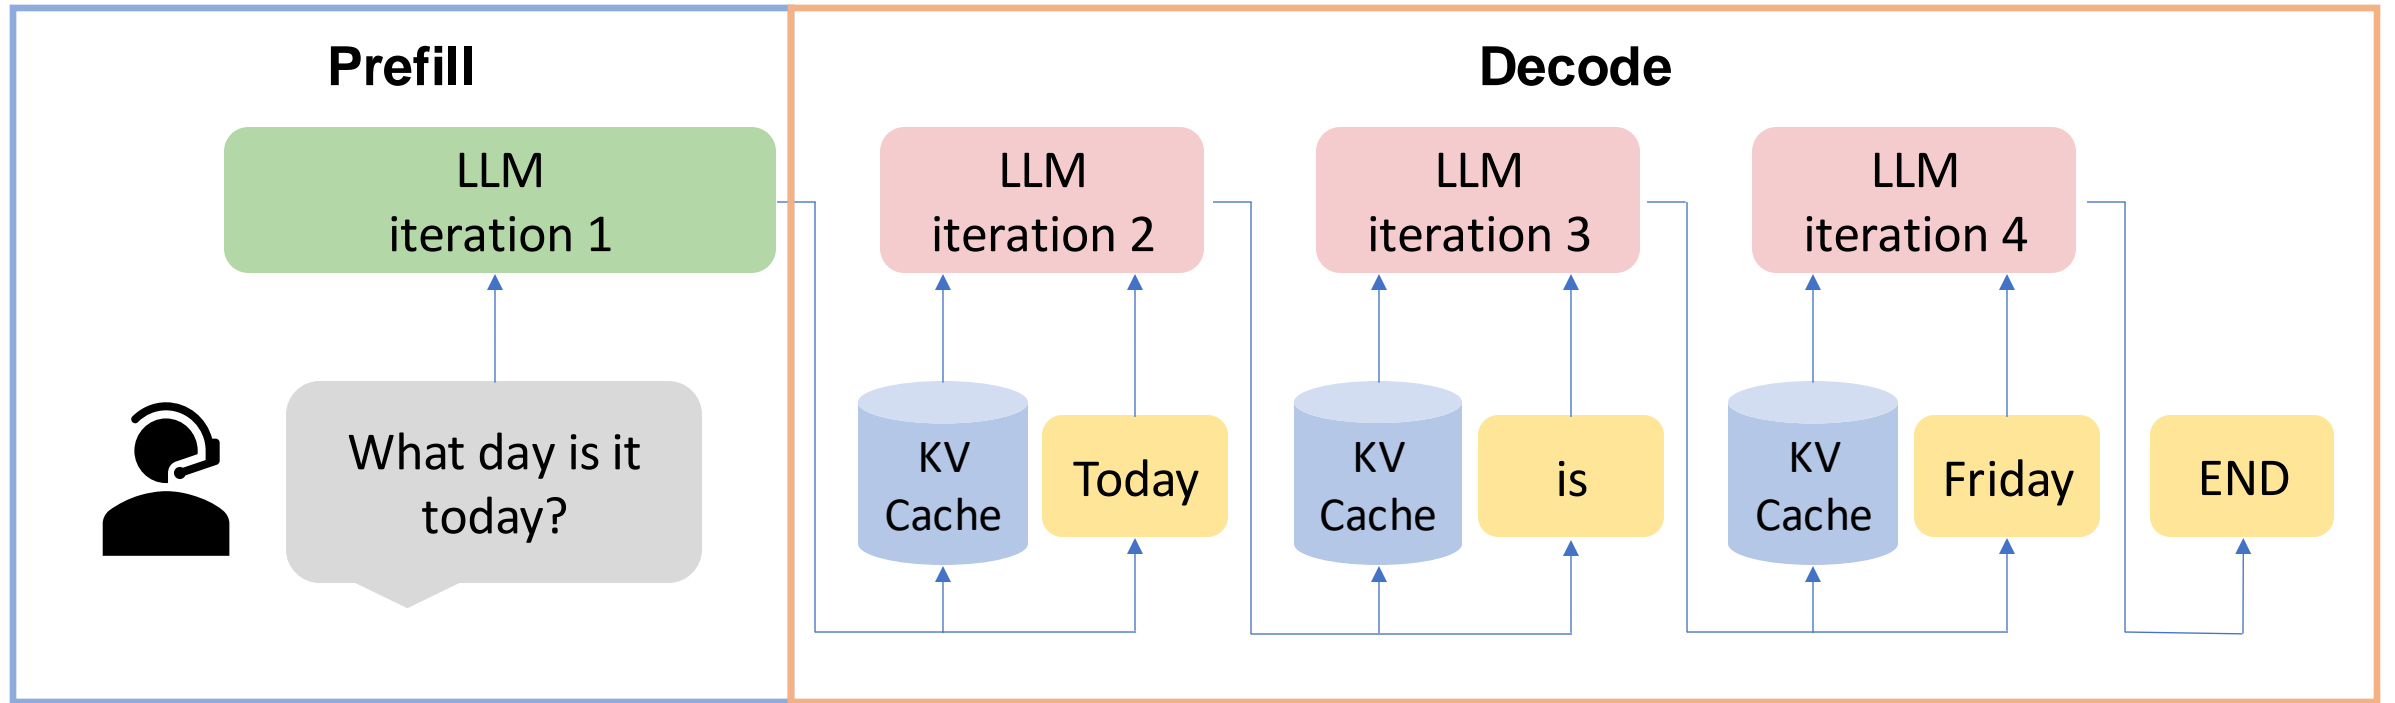 Prefill
LLM
iteration 1
What day is it
today?
Decode
LLM
iteration 2
KV
Cache
Today
LLM
iteration 3
KV
Cache
is
LLM
iteration 4
KV
Cache
Friday
END